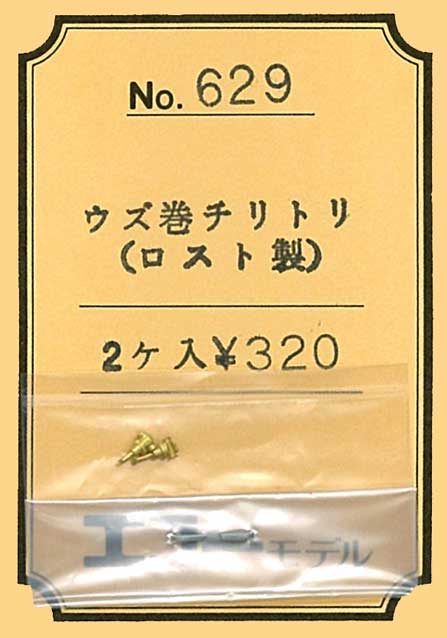 No. 629
ウズ巻チリトリ
(ロスト製)
2ケ入¥320
モデル